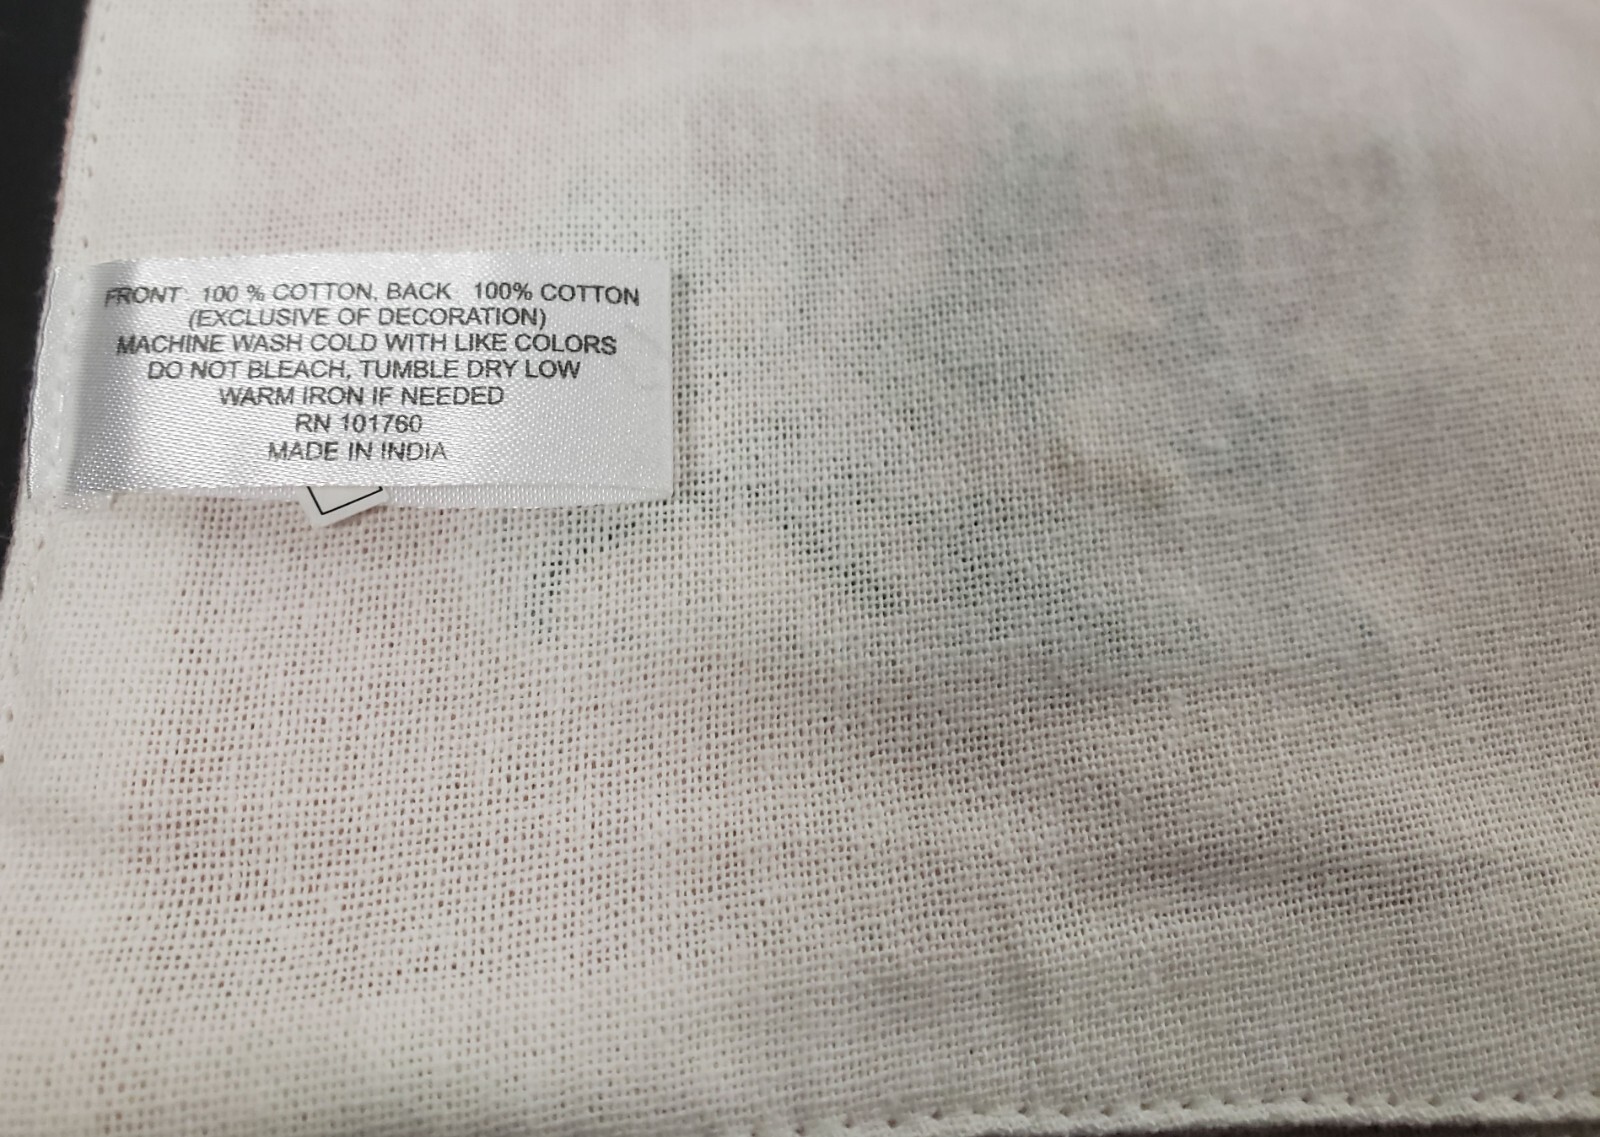 FRONT: 100 % COTTON, BACK 100% COTTON
(EXCLUSIVE OF DECORATION)
MACHINE WASH COLD WITH LIKE COLORS
DO NOT BLEACH, TUMBLE DRY LOW
WARM IRON IF NEEDED
RN 101760
MADE IN INDIA